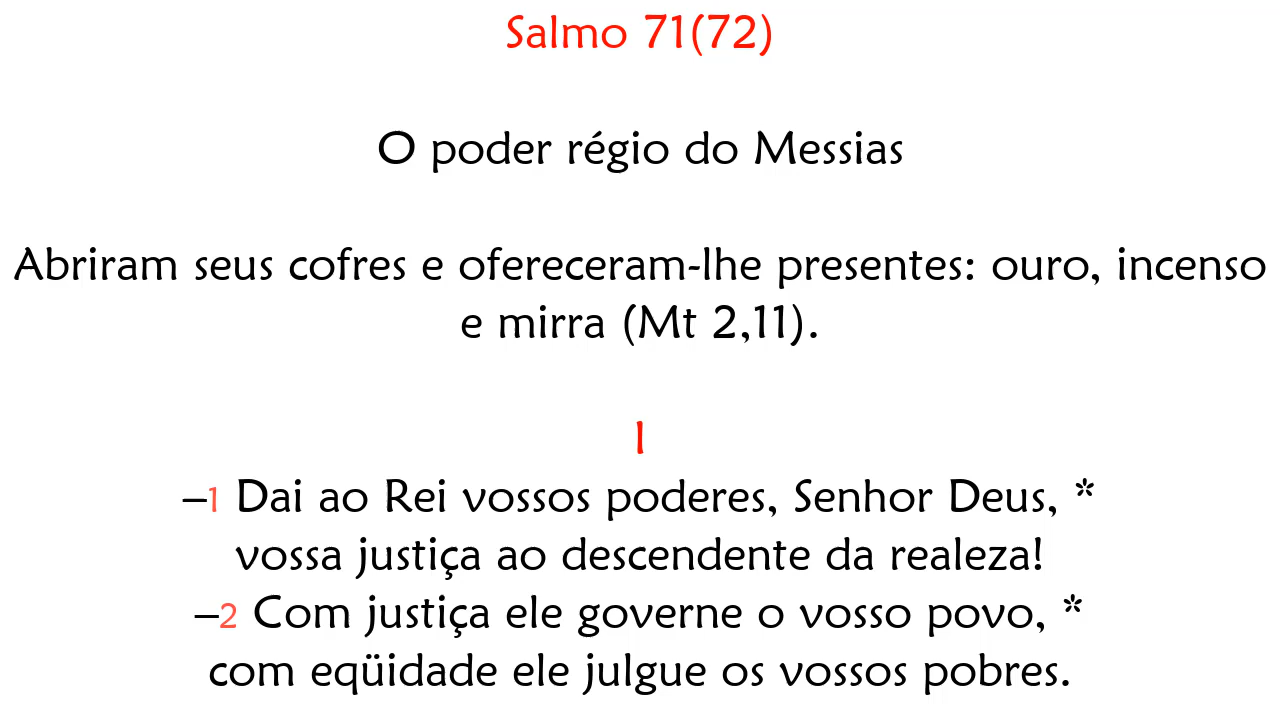 Salmo 71(72)
O poder régio do Messias
Abriram seus cofres e ofereceram-lhe presentes: ouro, incenso
e mirra (Mt 2,11).
I
–1 Dai ao Rei vossos poderes, Senhor Deus, *
vossa justiça ao descendente da realeza!
–2 Com justiça ele governe o vosso povo, *
com eqüidade ele julgue os vossos pobres.